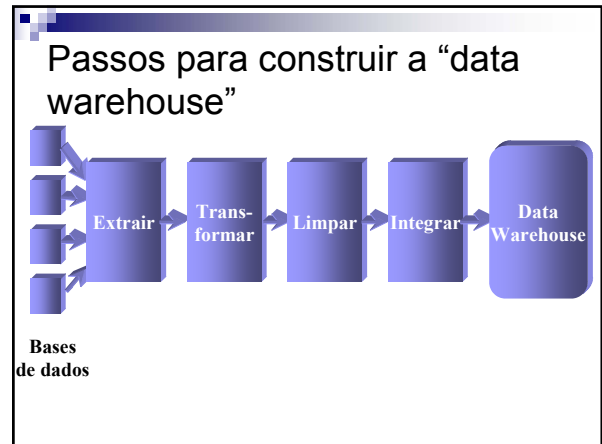 Passos para construir a “data
warehouse”
Extrair
Trans-
formar
Limpar
Integrar
Data
Warehouse
Bases
de dados